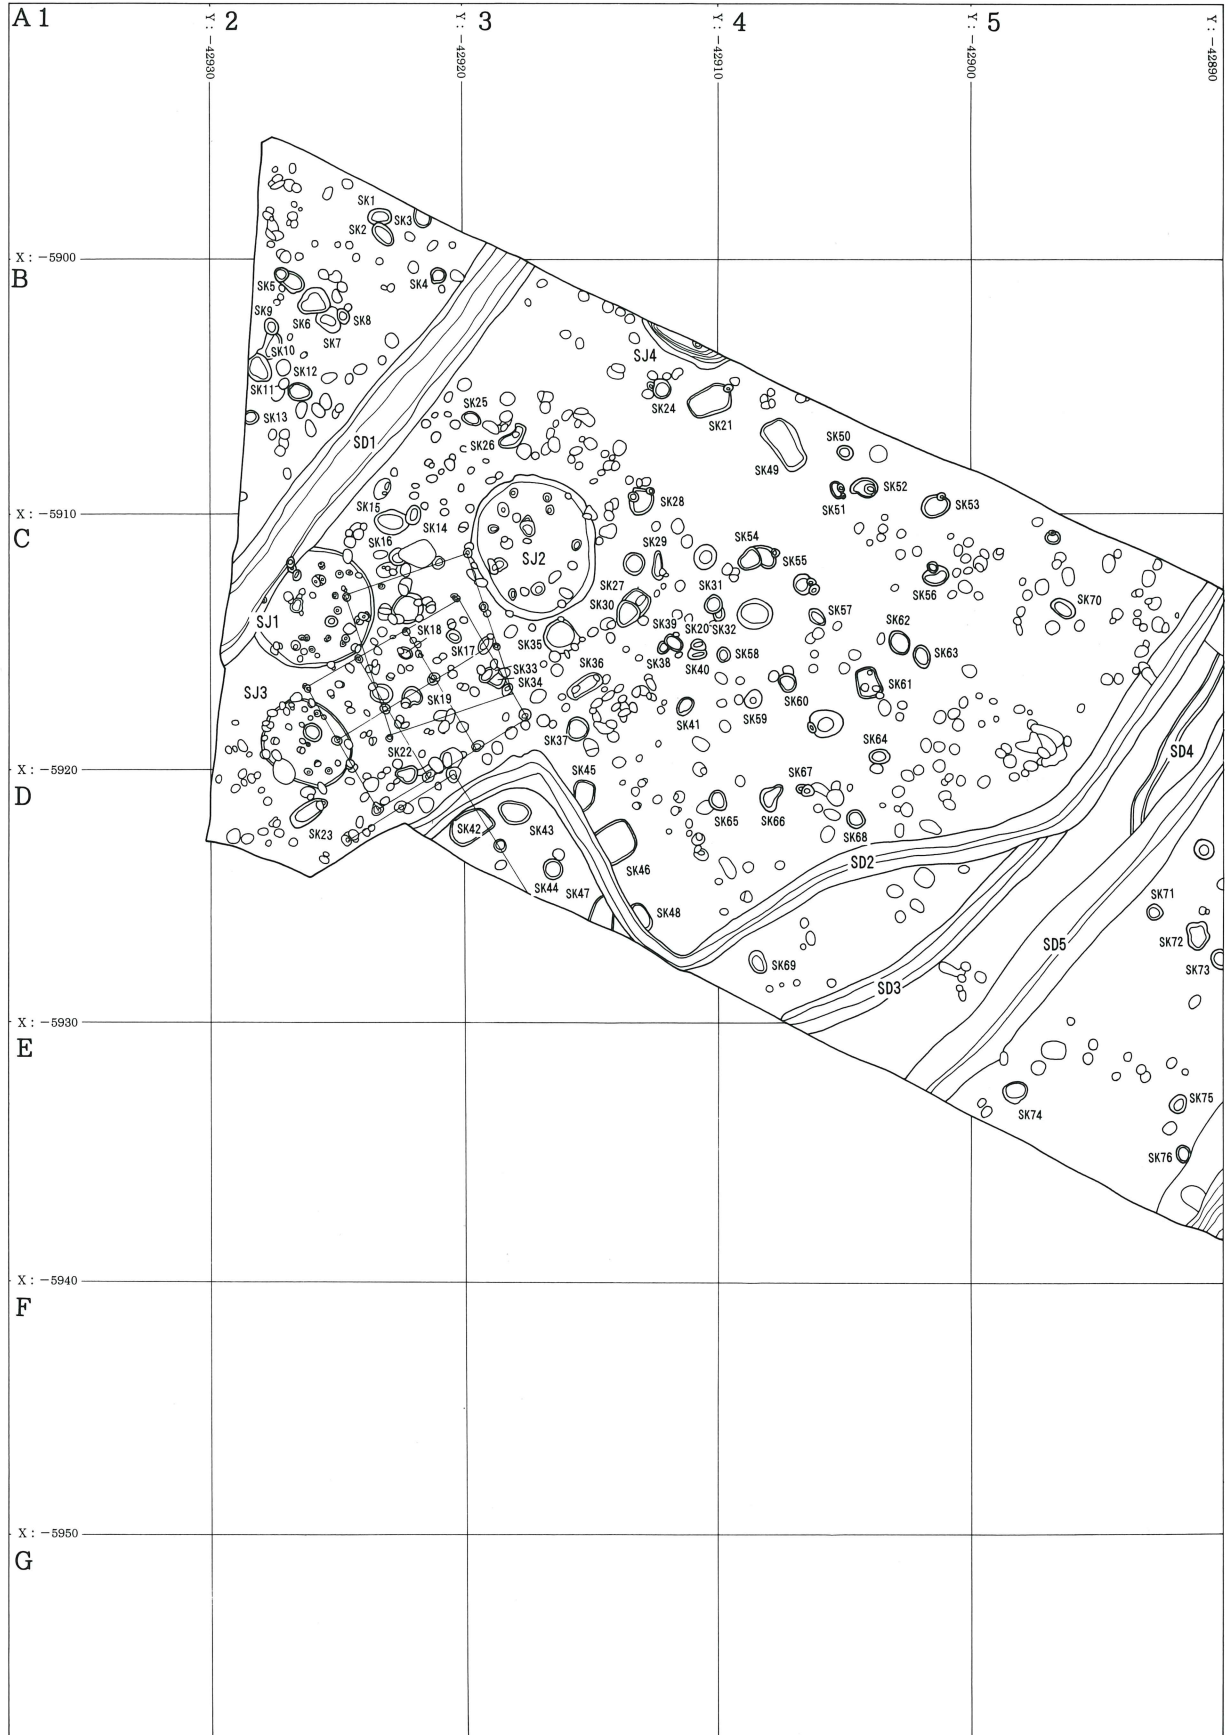 A 1
2
3
4
5
Y : −42930
Y : −42920
Y : −42910
Y : −42900
Y : −42890
SK1
SK2
SK3
X : −5900
B
SK4
SK5
SK9
SK6
SK8
SK7
SK10
SK11
SK12
SK13
SJ4
SK24
SK21
SK25
SK26
SD1
SK49
SK50
SK51
SK52
SK53
SK15
SK14
SK28
X : −5910
C
SK16
SJ2
SK29
SK54
SK55
SK56
SK27
SK30
SK31
SK57
SK70
SJ1
SK18
SK17
SK35
SK39
SK20
SK32
SK62
SK38
SK40
SK58
SK63
SK33
SK34
SK36
SJ3
SK19
SK61
SK60
SK59
SK41
SK37
SK22
SK64
SD4
X : −5920
D
SK45
SK67
SK65
SK66
SK68
SK23
SK42
SK43
SK46
SD2
SK44
SK47
SK48
SK71
SK72
SD5
SK73
SK69
SD3
X : −5930
E
SK74
SK75
SK76
X : −5940
F
X : −5950
G